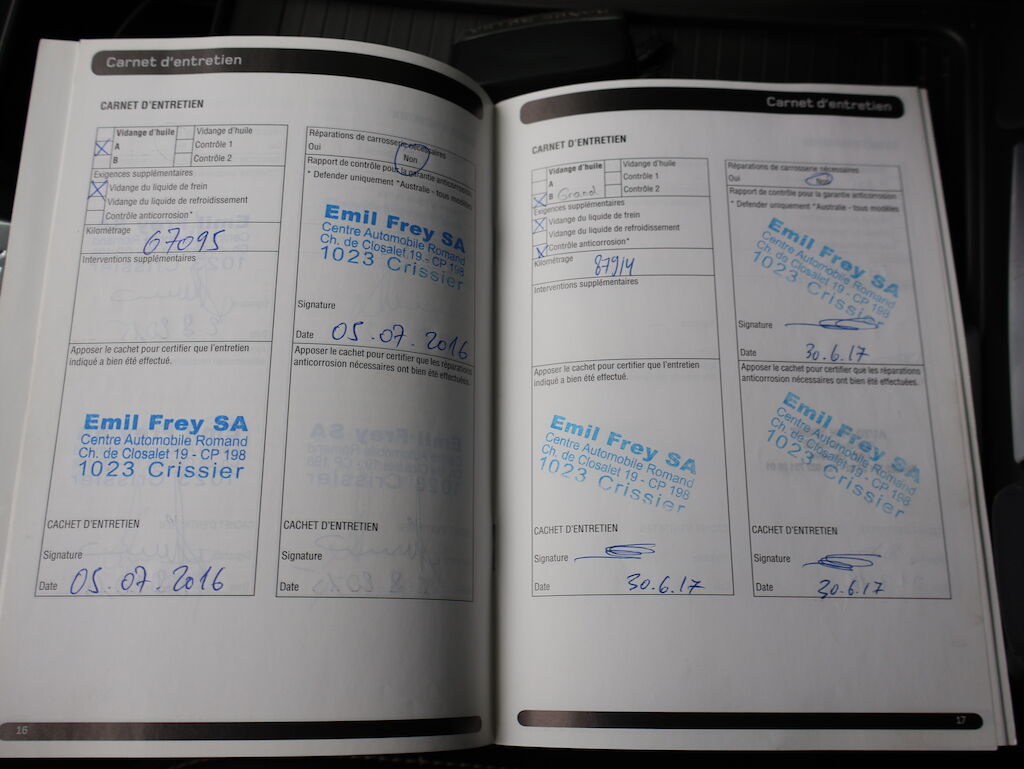 Carnet d'entretien
CARNET D'ENTRETIEN
Vidange d'huile
A
B
Vidange d'huile
Contrôle 1
Contrôle 2
Exigences supplémentaires
Vidange du liquide de frein
Vidange du liquide de refroidissement
Contrôle anticorrosion*
Kilométrage
67095
Interventions supplémentaires
Apposer le cachet pour certifier que l'entretien
indiqué a bien été effectué.
Emil Frey SA
Centre Automobile Romand
Ch. de Closalet 19 - CP 198
1023 Crissier
CACHET D'ENTRETIEN
Signature
Date 05.07.2016
Réparations de carrosserie nécessaires
Oui Non
Rapport de contrôle pour la garantie anticorrosion
* Defender uniquement "Australie - tous modèles
Emil Frey SA
Centre Automobile Romand
Ch. de Closalet 19 - CP 198
1023 Crissier
Signature
Date 05.07.2016
Apposer le cachet pour certifier que les réparations
anticorrosion nécessaires ont bien été effectuées.
CACHET D'ENTRETIEN
Signature
Date
16
Carnet d'entretien
CARNET D'ENTRETIEN
Vidange d'huile
A
B Grand
Vidange d'huile
Contrôle 1
Contrôle 2
Exigences supplémentaires
Vidange du liquide de frein
Vidange du liquide de refroidissement
Contrôle anticorrosion*
Kilométrage
87914
Interventions supplémentaires
Apposer le cachet pour certifier que l'entretien
indiqué a bien été effectué.
Emil Frey SA
Centre Automobile Romand
Ch. de Closalet 19 - CP 198
1023 Crissier
CACHET D'ENTRETIEN
Signature
Date 30.6.17
Réparations de carrosserie nécessaires
Oui Non
Rapport de contrôle pour la garantie anticorrosion
* Defender uniquement "Australie - tous modèles
Emil Frey SA
Centre Automobile Romand
Ch. de Closalet 19 - CP 198
1023 Crissier
Signature
Date 30.6.17
Apposer le cachet pour certifier que les réparations
anticorrosion nécessaires ont bien été effectuées.
Emil Frey SA
Centre Automobile Romand
Ch. de Closalet 19 - CP 198
1023 Crissier
CACHET D'ENTRETIEN
Signature
Date 30.6.17
17